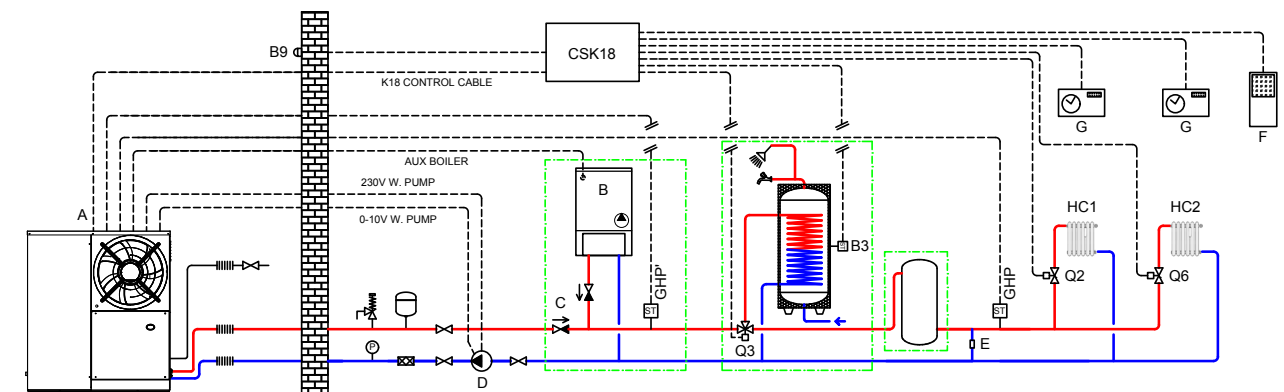 B9
CSK18
K18 CONTROL CABLE
G
G
F
AUX BOILER
230V W. PUMP
0-10V W. PUMP
A
B
B3
HC1
HC2
GHP'
GHP
ST
ST
Q2
Q6
C
Q3
P
D
E